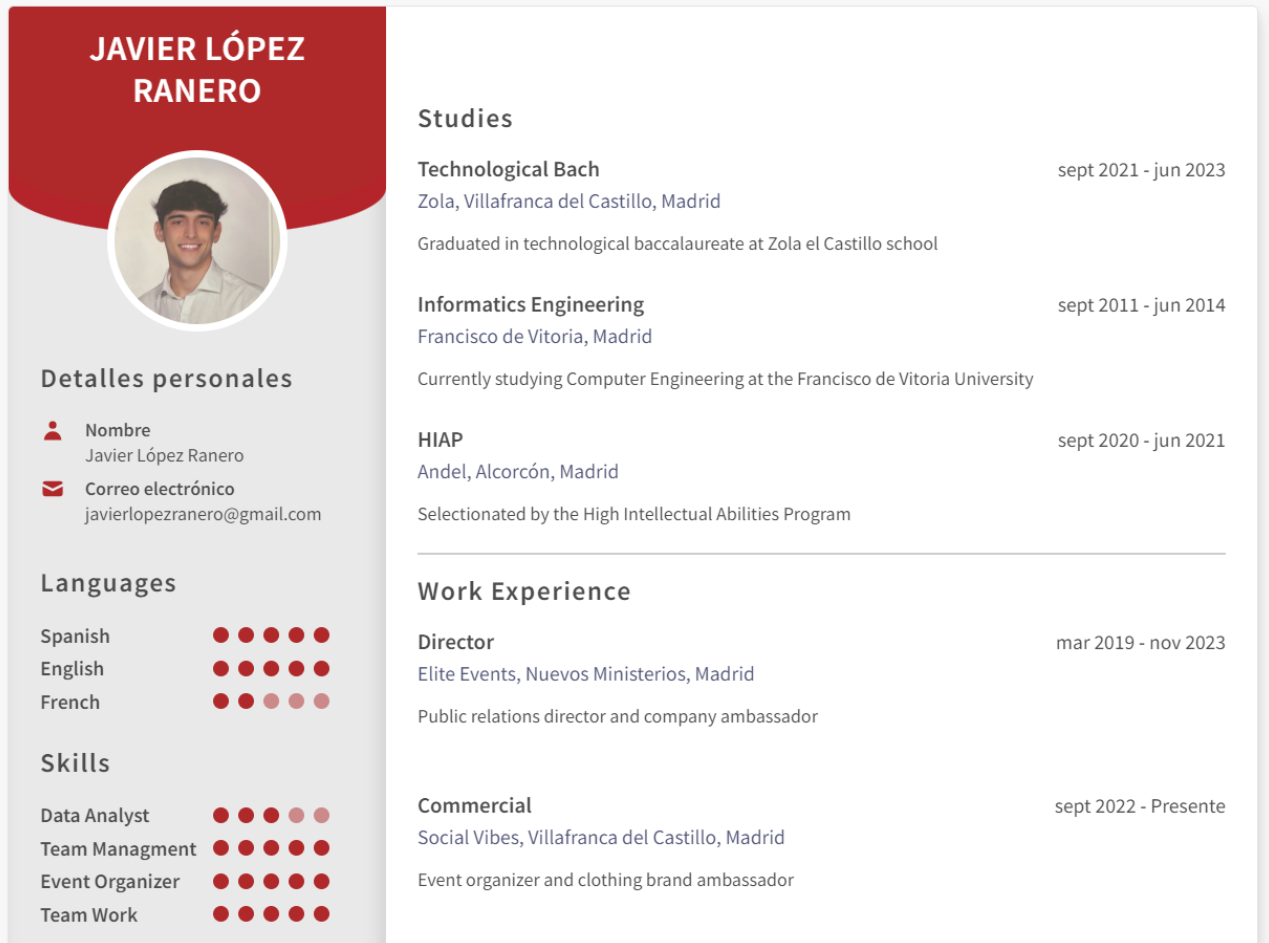 JAVIER LÓPEZ
RANERO
Detalles personales
Nombre
Javier López Ranero
Correo electrónico
javierlopezranero@gmail.com
Languages
Spanish
English
French
Skills
Data Analyst
Team Managment
Event Organizer
Team Work
Studies
Technological Bach sept 2021 - jun 2023
Zola, Villafranca del Castillo, Madrid
Graduated in technological baccalaureate at Zola el Castillo school
Informatics Engineering sept 2011 - jun 2014
Francisco de Vitoria, Madrid
Currently studying Computer Engineering at the Francisco de Vitoria University
HIAP sept 2020 - jun 2021
Andel, Alcorcón, Madrid
Selectionated by the High Intellectual Abilities Program
Work Experience
Director mar 2019 - nov 2023
Elite Events, Nuevos Ministerios, Madrid
Public relations director and company ambassador
Commercial sept 2022 - Presente
Social Vibes, Villafranca del Castillo, Madrid
Event organizer and clothing brand ambassador